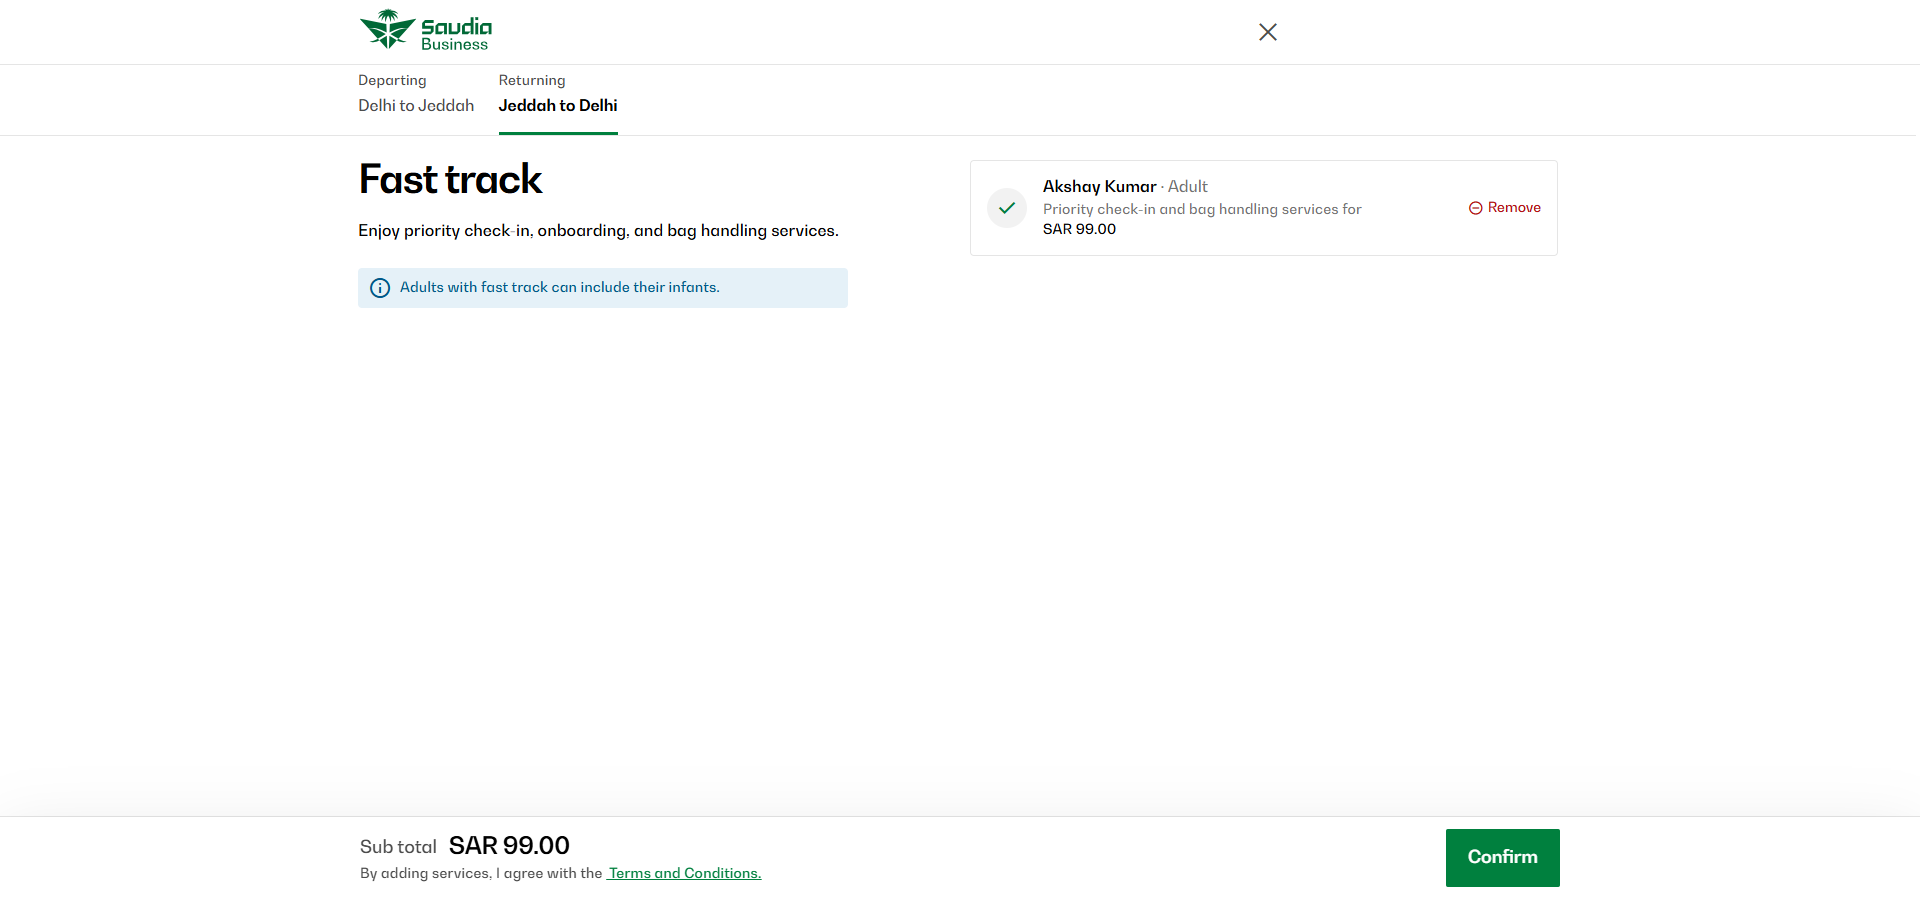 Saudia
Business
Departing
Delhi to Jeddah
Returning
Jeddah to Delhi
Fast track
Enjoy priority check-in, onboarding, and bag handling services.
Adults with fast track can include their infants.
Akshay Kumar · Adult
Priority check-in and bag handling services for
SAR 99.00
Remove
Sub total SAR 99.00
By adding services, I agree with the Terms and Conditions.
Confirm